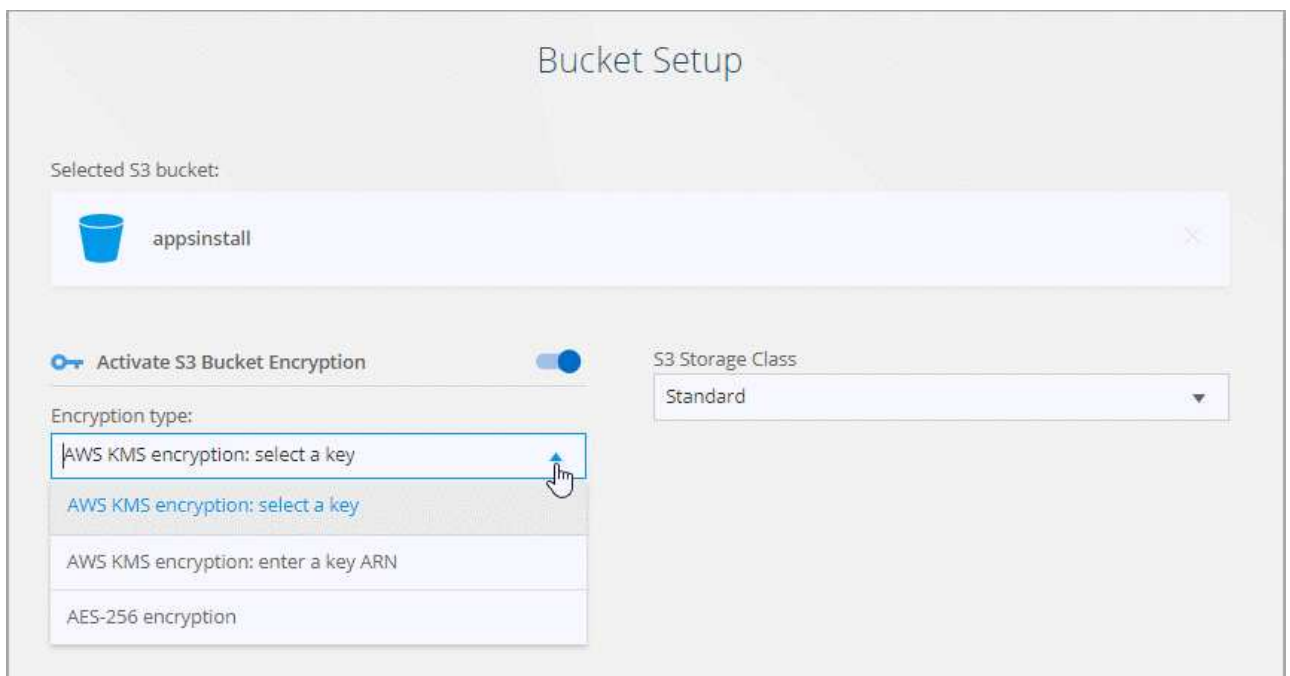 Bucket Setup
Selected S3 bucket:
appsinstall
Activate S3 Bucket Encryption
S3 Storage Class
Standard
Encryption type:
AWS KMS encryption: select a key
AWS KMS encryption: select a key
AWS KMS encryption: enter a key ARN
AES-256 encryption